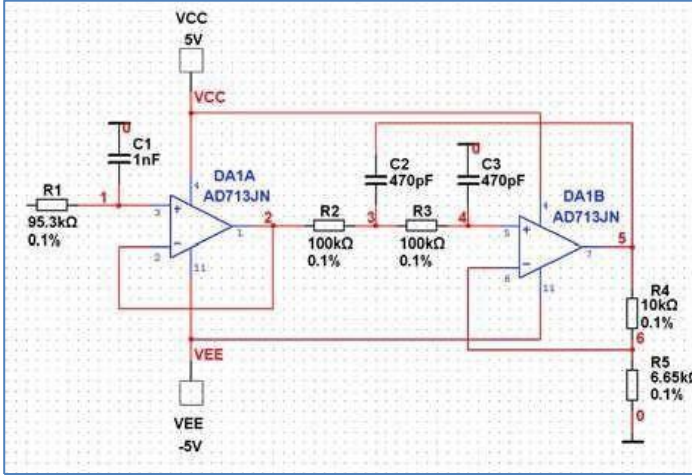 VCC
5V
VCC
0
C1
1nF
DA1A
AD713JN
R1
1
95.3kΩ
0.1%
3
2
4
11
1
2
R2
100kΩ
0.1%
C2
470pF
3
R3
100kΩ
0.1%
0
C3
470pF
4
DA1B
AD713JN
5
6
4
11
7
5
R4
10kΩ
0.1%
6
R5
6.65kΩ
0.1%
0
VEE
VEE
-5V